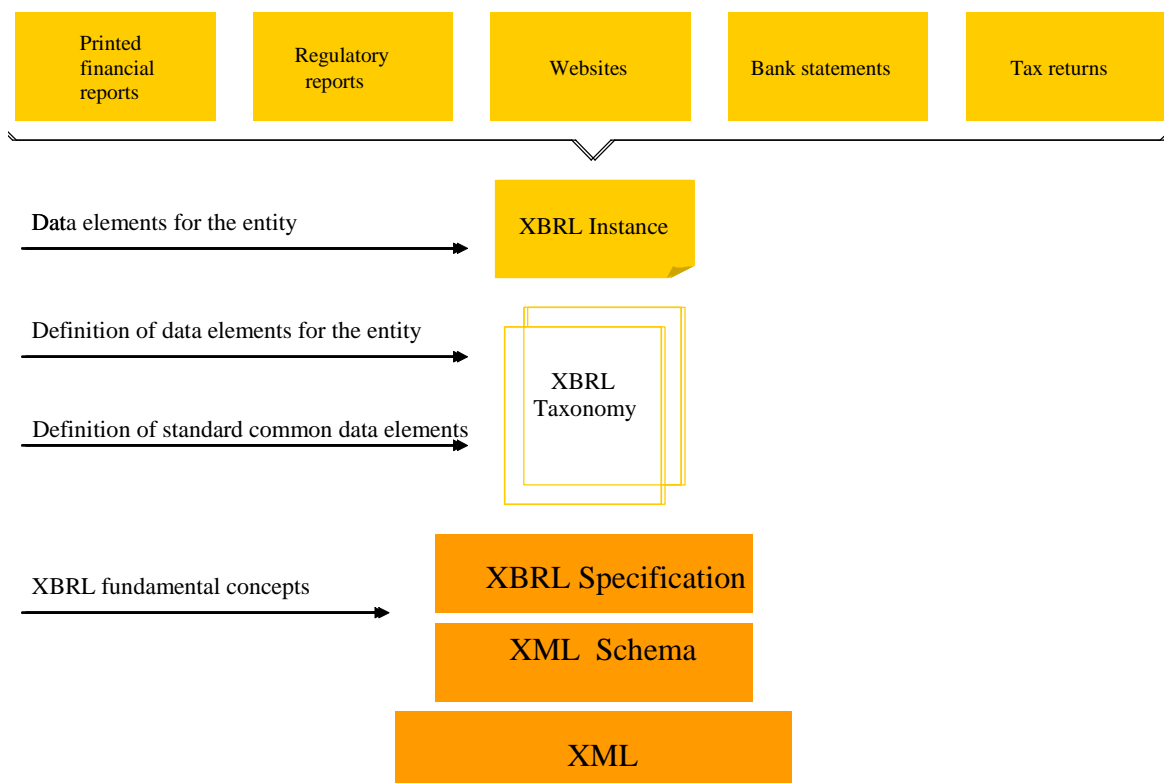 Printed
financial
reports
Regulatory
reports
Websites
Bank statements
Tax returns
Data elements for the entity
XBRL Instance
Definition of data elements for the entity
XBRL
Taxonomy
Definition of standard common data elements
XBRL fundamental concepts
XBRL Specification
XML Schema
XML